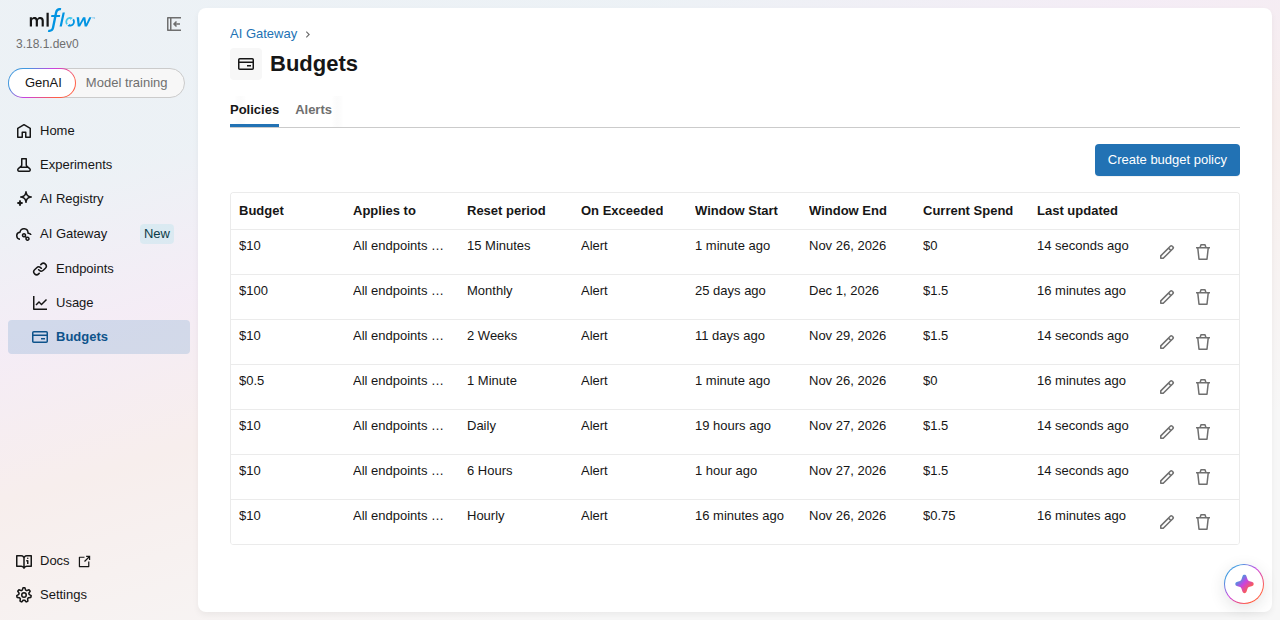 mlflow
3.18.1.dev0
GenAI Model training
Home
Experiments
AI Registry
AI Gateway New
Endpoints
Usage
Budgets
Docs
Settings
AI Gateway
Budgets
Policies Alerts
Create budget policy
Budget Applies to Reset period On Exceeded Window Start Window End Current Spend Last updated
$10 All endpoints … 15 Minutes Alert 1 minute ago Nov 26, 2026 $0 14 seconds ago
$100 All endpoints … Monthly Alert 25 days ago Dec 1, 2026 $1.5 16 minutes ago
$10 All endpoints … 2 Weeks Alert 11 days ago Nov 29, 2026 $1.5 14 seconds ago
$0.5 All endpoints … 1 Minute Alert 1 minute ago Nov 26, 2026 $0 16 minutes ago
$10 All endpoints … Daily Alert 19 hours ago Nov 27, 2026 $1.5 14 seconds ago
$10 All endpoints … 6 Hours Alert 1 hour ago Nov 27, 2026 $1.5 14 seconds ago
$10 All endpoints … Hourly Alert 16 minutes ago Nov 26, 2026 $0.75 16 minutes ago